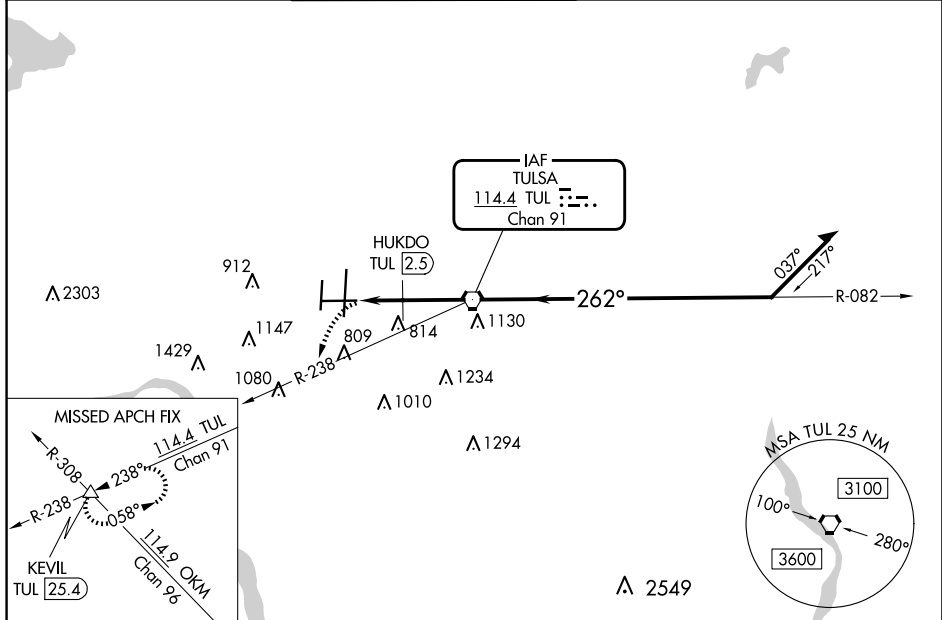 IAF
TULSA
114.4 TUL
Chan 91
HUKDO
TUL 2.5
037°
217°
912
2303
262°
R-082
1147
809
814
1130
1429
R-238
1080
1234
1010
1294
MISSED APCH FIX
R-308
114.4 TUL
Chan 91
238°
R-238
058°
114.9 OKM
Chan 96
KEVIL
TUL 25.4
MSA TUL 25 NM
3100
100°
280°
3600
2549